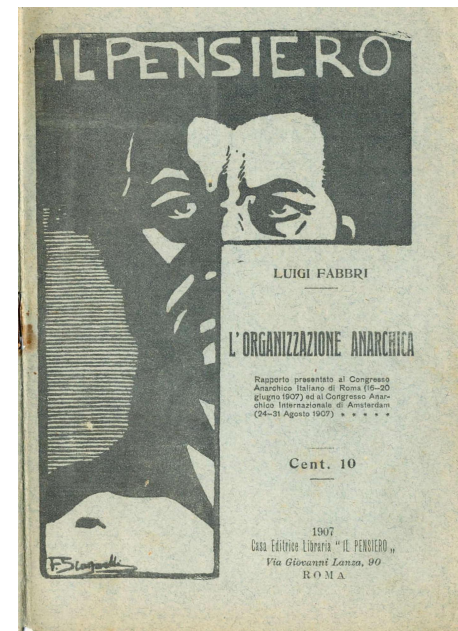 IL PENSIERO
LUIGI FABBRI
L'ORGANIZZAZIONE ANARCHICA
Rapporto presentato al Congresso
Anarchico Italiano di Roma (16-20
giugno 1907) ed al Congresso Anar-
chico Internazionale di Amsterdam
(24-31 Agosto 1907) * * * * *
Cent. 10
1907
Casa Editrice Libraria "IL PENSIERO„
Via Giovanni Lanza, 90
ROMA